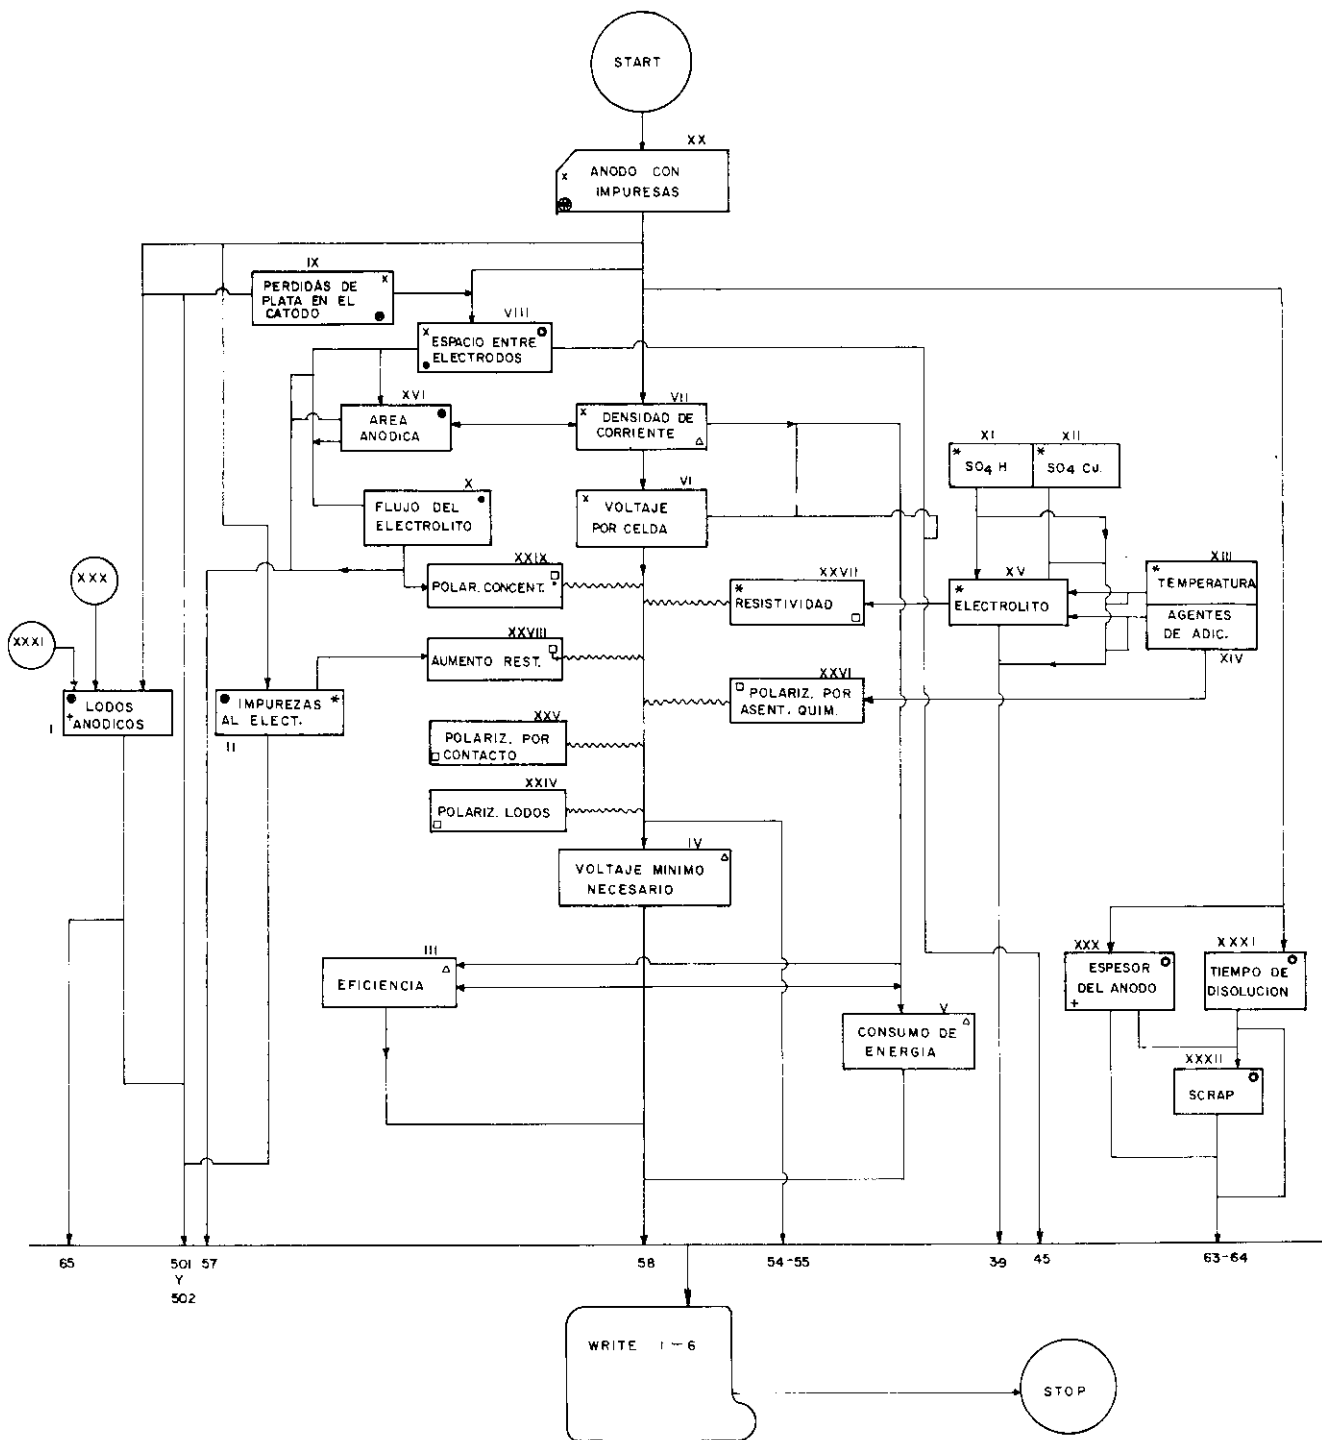 START
XX
ANODO CON
IMPURESAS
IX
PERDIDAS DE
PLATA EN EL
CATODO
VIII
ESPACIO ENTRE
ELECTRODOS
XVI
AREA
ANODICA
VII
DENSIDAD DE
CORRIENTE
XI
SO4 H
XII
SO4 CU.
X
FLUJO DEL
ELECTROLITO
VI
VOLTAJE
POR CELDA
XXX
XXIX
POLAR. CONCENT.
XXVII
RESISTIVIDAD
XV
ELECTROLITO
XIII
TEMPERATURA
AGENTES
DE ADIC.
XIV
XXXI
XXVIII
AUMENTO REST.
XXVI
POLARIZ. POR
ASENT. QUIM.
LODOS
ANODICOS
I
IMPUREZAS
AL ELECT.
II
XXV
POLARIZ. POR
CONTACTO
XXIV
POLARIZ. LODOS
IV
VOLTAJE MINIMO
NECESARIO
III
EFICIENCIA
V
CONSUMO DE
ENERGIA
XXX
ESPESOR
DEL ANODO
XXXI
TIEMPO DE
DISOLUCION
XXXII
SCRAP
65
501
Y
502
57
58
54-55
39
45
63-64
WRITE 1-6
STOP